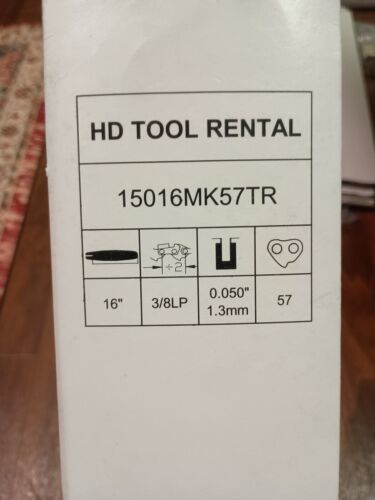 HD TOOL RENTAL
15016MK57TR
÷2
16" 3/8LP 0.050" 57
1.3mm